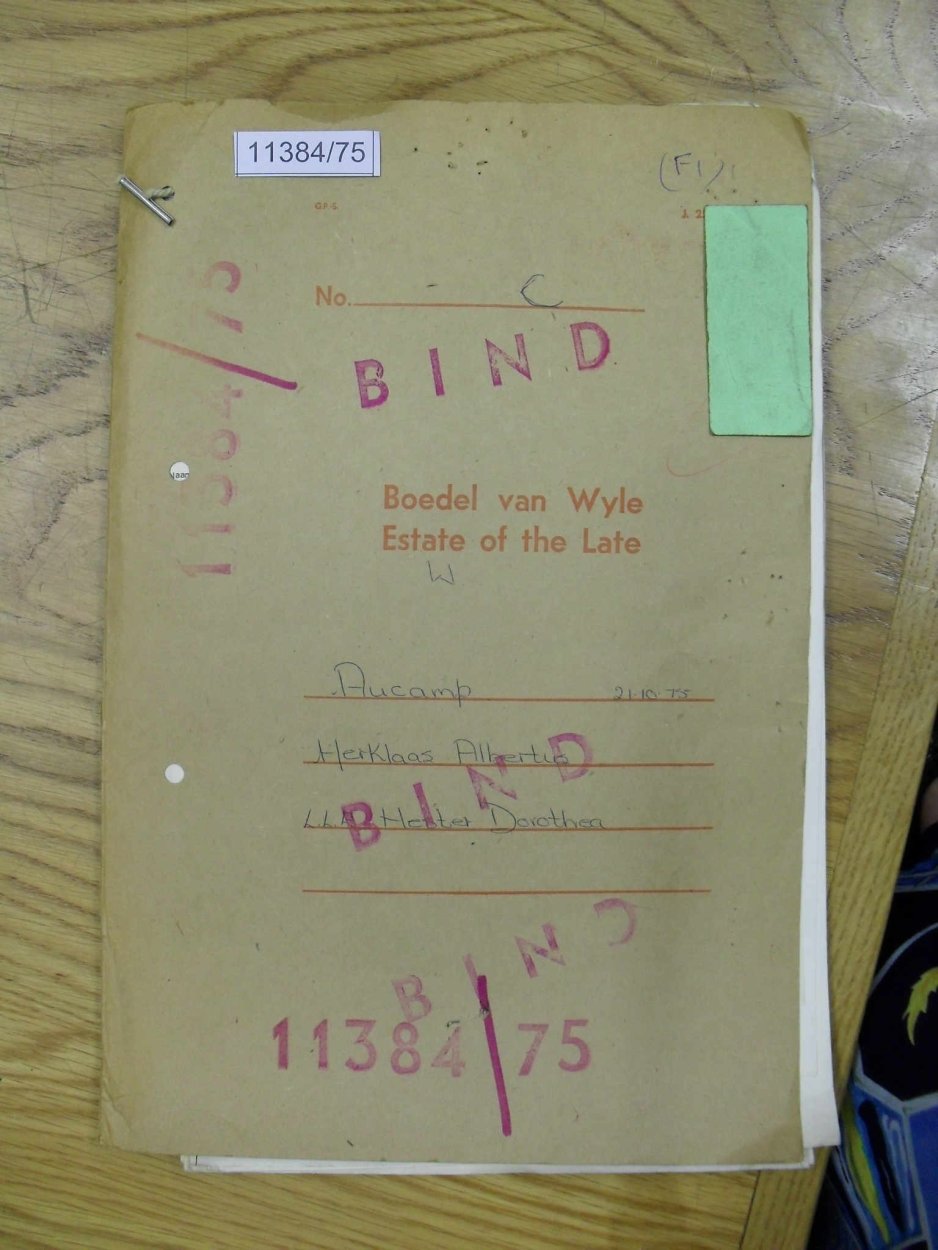 11384/75
(F1)
G.P.-S.
J. 2
No. C
11384/75
BIND
Boedel van Wyle
Estate of the Late
W
Aucamp 21-10-75
Herklaas Albertus
Hester Dorothea
BIND
BIND
11384/75